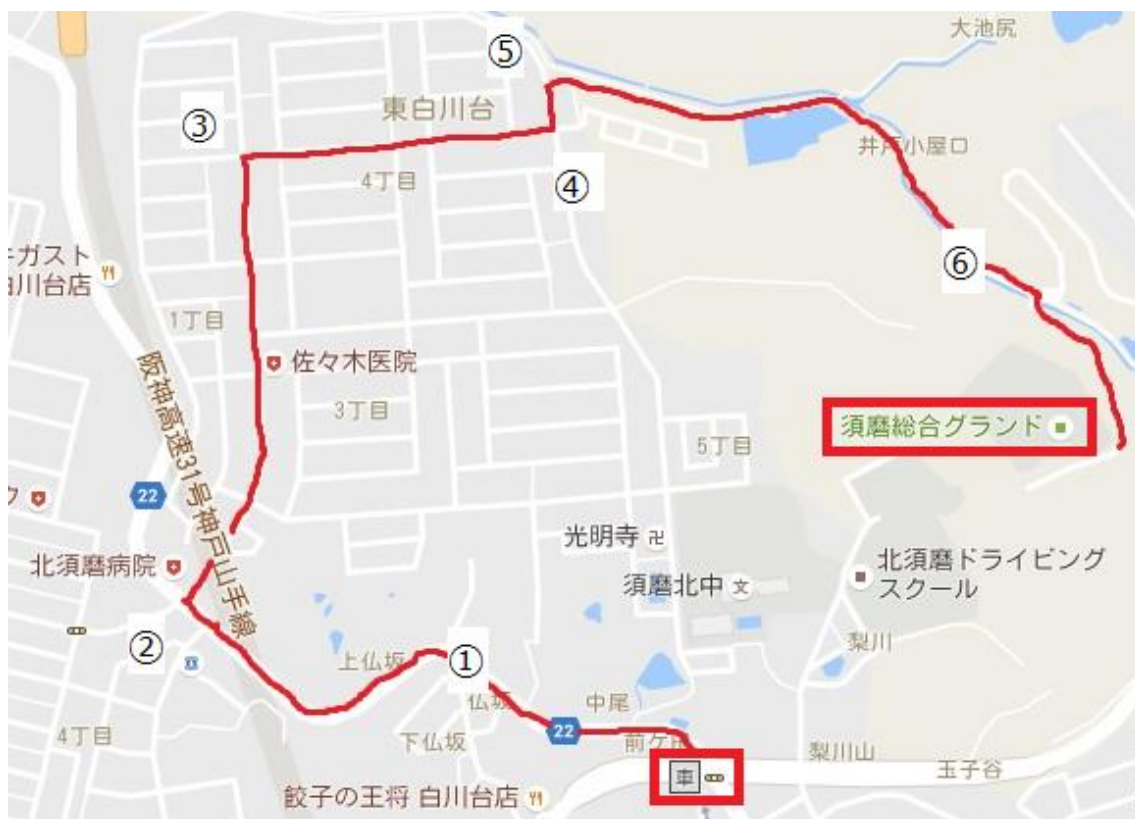 大池尻
⑤
東白川台
③
井戸小屋口
4丁目
④
ガスト
白川台店
⑥
1丁目
佐々木医院
阪神高速31号神戸山手線
3丁目
須磨総合グランド
5丁目
22
光明寺 卍
北須磨病院
北須磨ドライビング
スクール
須磨北中 文
②
上仏坂
①
梨川
仏坂
中尾
4丁目
下仏坂
22
前ケ田
梨川山
玉子谷
車
餃子の王将 白川台店